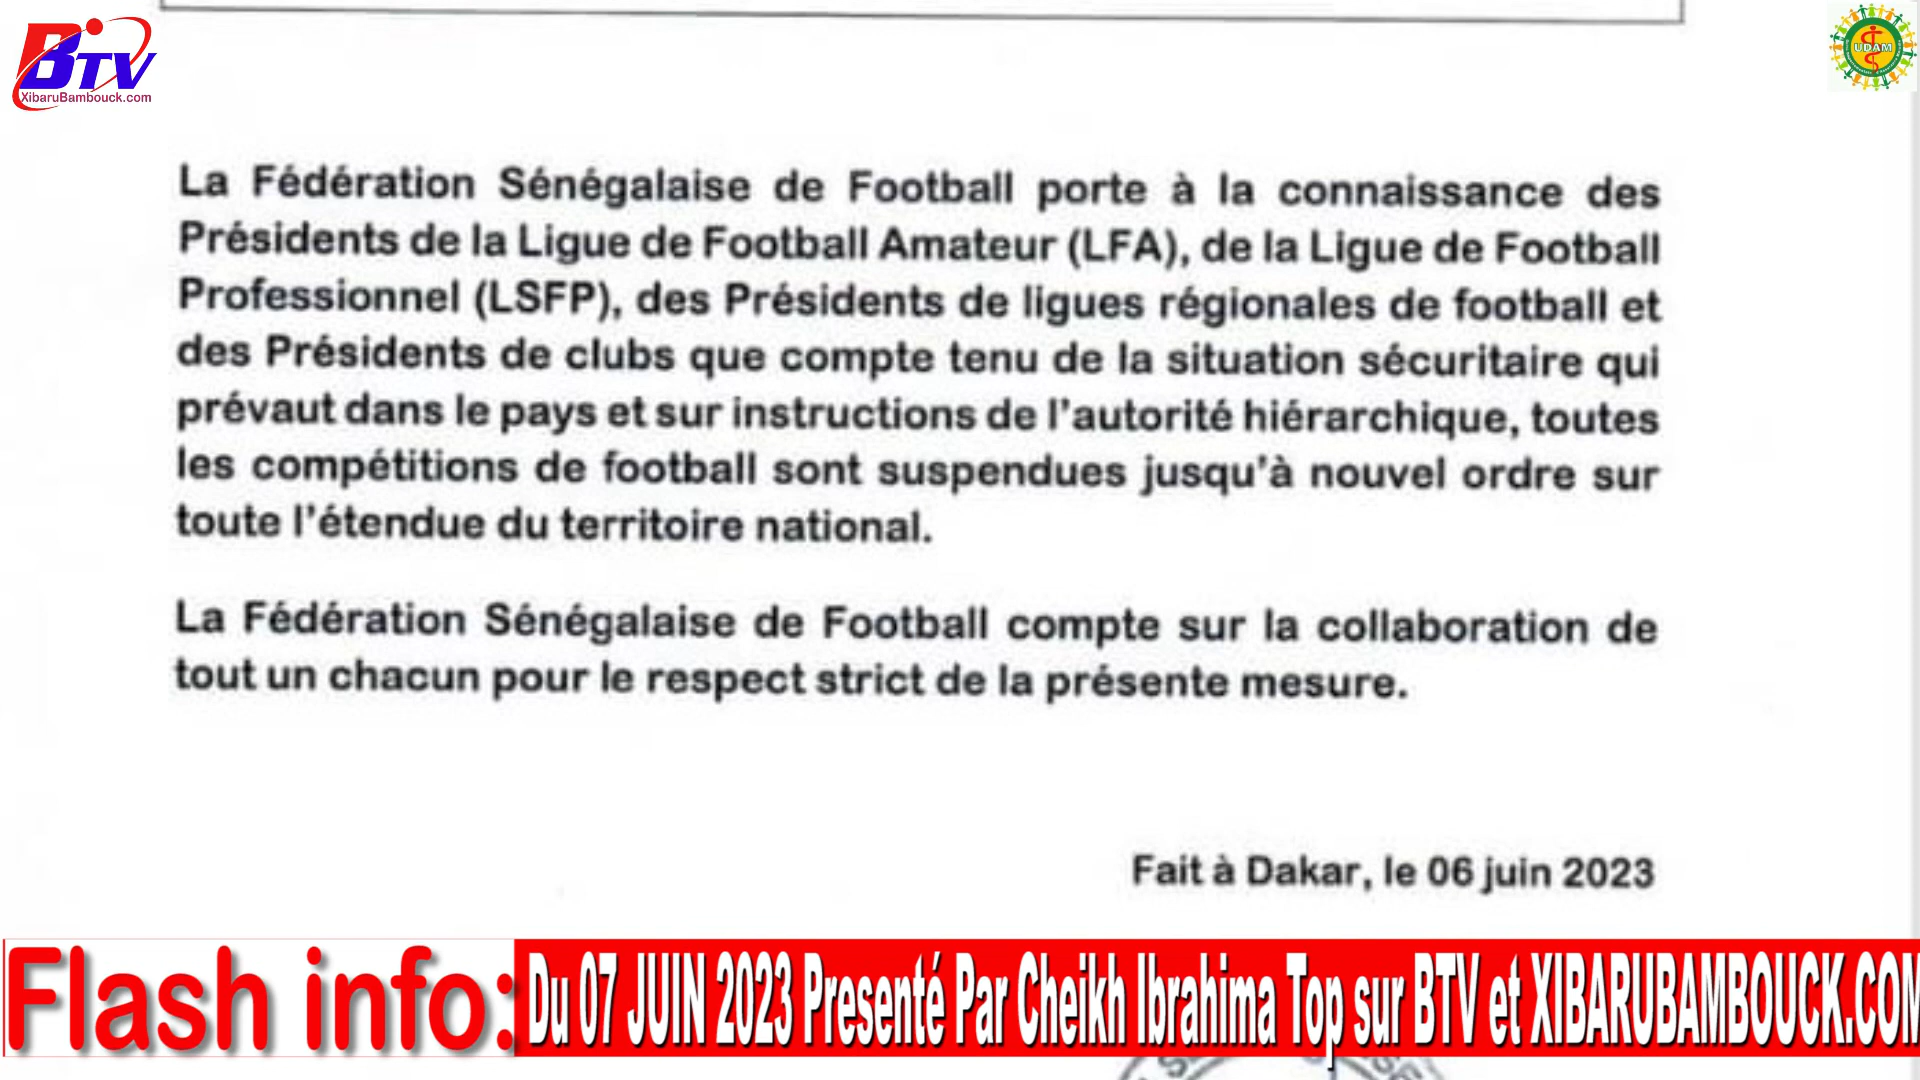 BTV
XibaruBambouck.com
UDAM
La Fédération Sénégalaise de Football porte à la connaissance des
Présidents de la Ligue de Football Amateur (LFA), de la Ligue de Football
Professionnel (LSFP), des Présidents de ligues régionales de football et
des Présidents de clubs que compte tenu de la situation sécuritaire qui
prévaut dans le pays et sur instructions de l'autorité hiérarchique, toutes
les compétitions de football sont suspendues jusqu'à nouvel ordre sur
toute l'étendue du territoire national.
La Fédération Sénégalaise de Football compte sur la collaboration de
tout un chacun pour le respect strict de la présente mesure.
Fait à Dakar, le 06 juin 2023
Flash info: Du 07 JUIN 2023 Presenté Par Cheikh Ibrahima Top sur BTV et XIBARUBAMBOUCK.COM